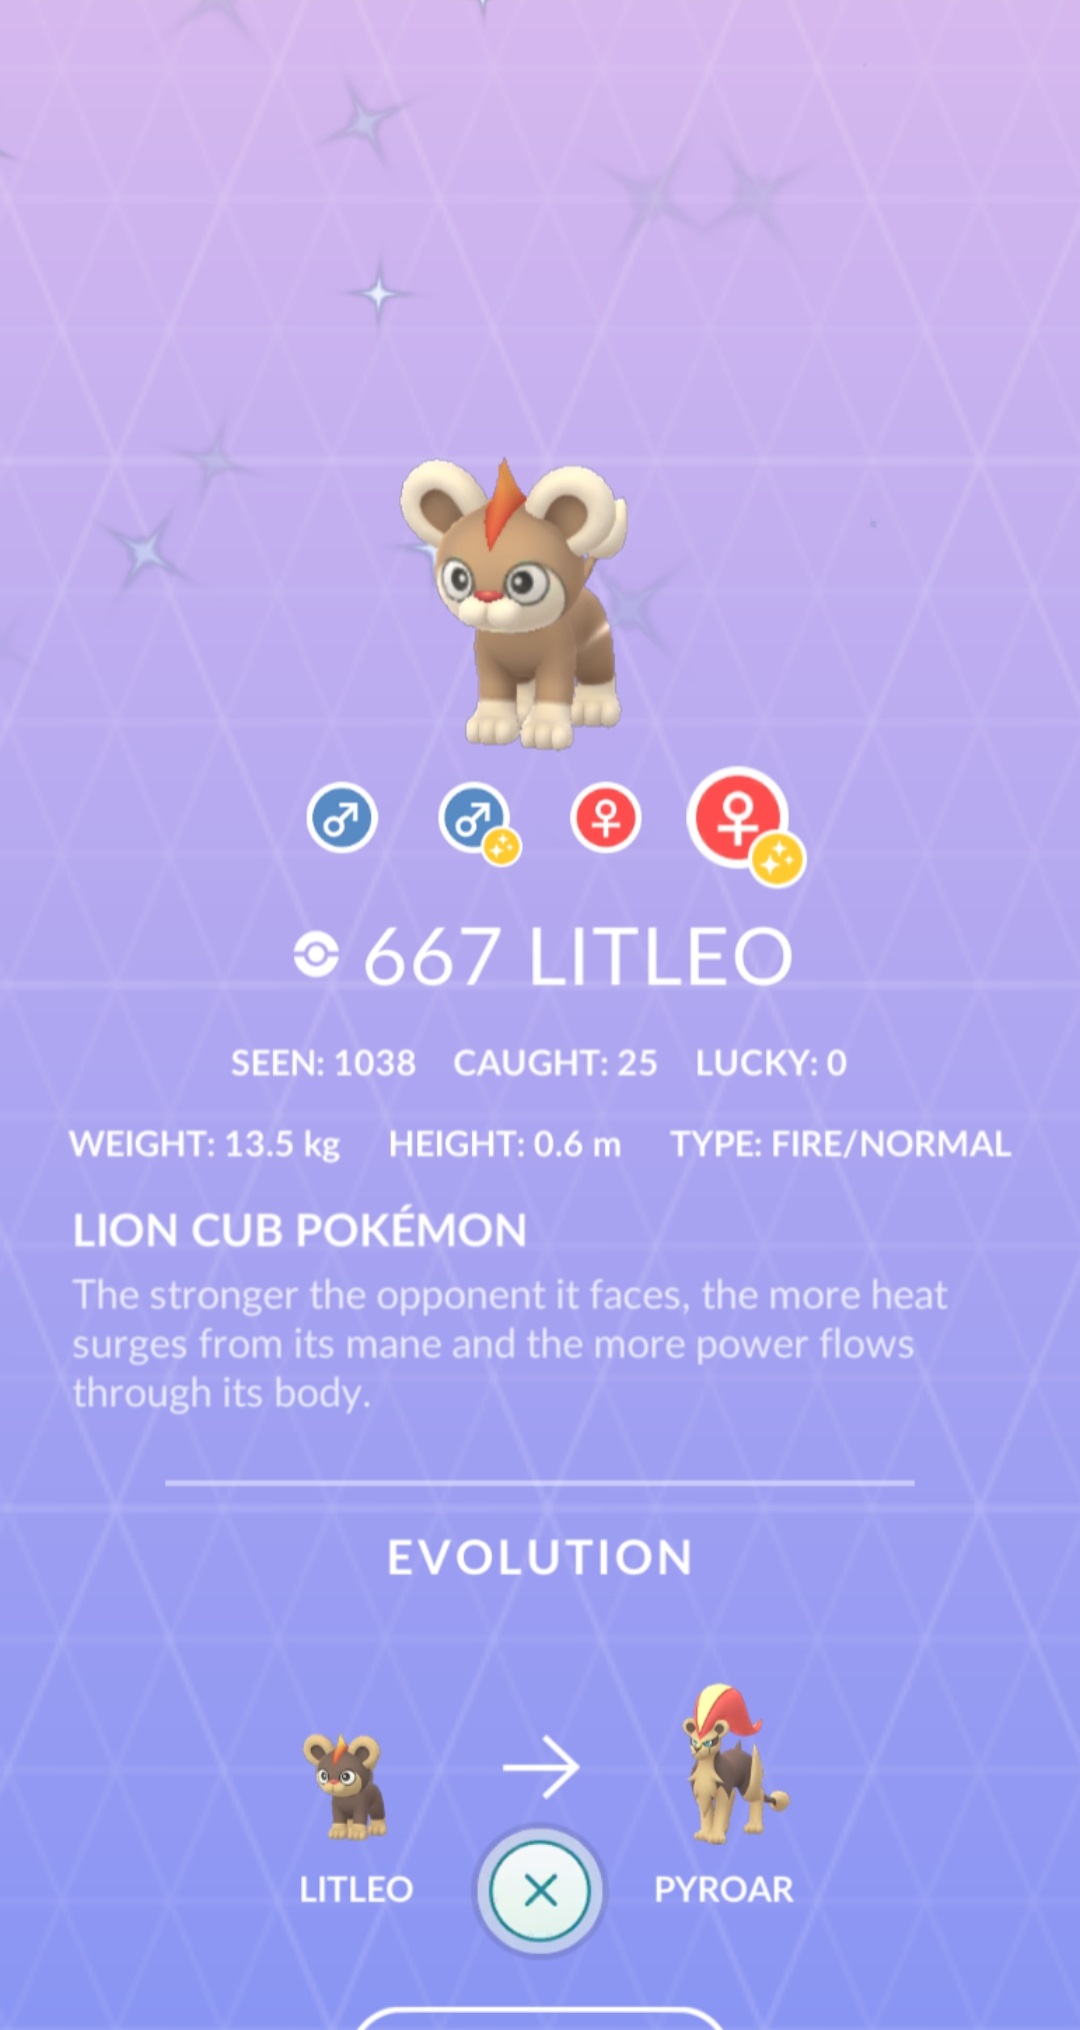 667 LITLEO
SEEN: 1038 CAUGHT: 25 LUCKY: 0
WEIGHT: 13.5 kg HEIGHT: 0.6 m TYPE: FIRE/NORMAL
LION CUB POKÉMON
The stronger the opponent it faces, the more heat
surges from its mane and the more power flows
through its body.
EVOLUTION
LITLEO PYROAR